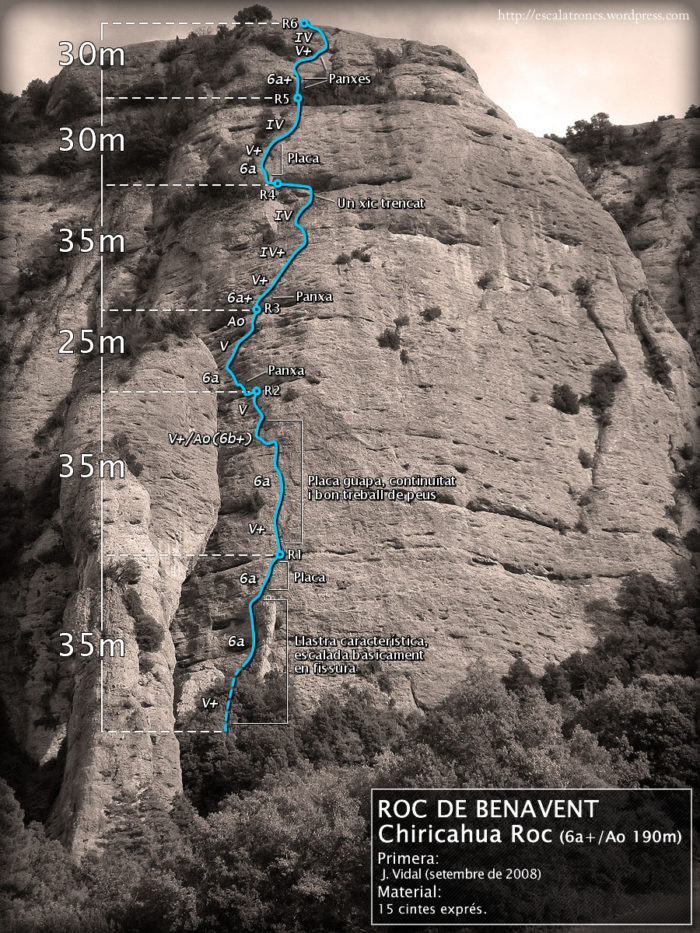 http://escalatroncs.wordpress.com
R6
IV
30m
V+
6a+
Panxes
R5
IV
30m
V+
Placa
6a
R4
Un xic trencat
IV
35m
IV+
V+
6a+
Panxa
R3
Ao
V
25m
Panxa
6a
R2
V
V+/Ao(6b+)
35m
6a
Placa guapa, continuïtat
i bon treball de peus
V+
R1
6a
Placa
35m
6a
Llastra característica,
escalada bàsicament
en fissura
V+
ROC DE BENAVENT
Chiricahua Roc (6a+/Ao 190m)
Primera:
J. Vidal (setembre de 2008)
Material:
15 cintes exprés.